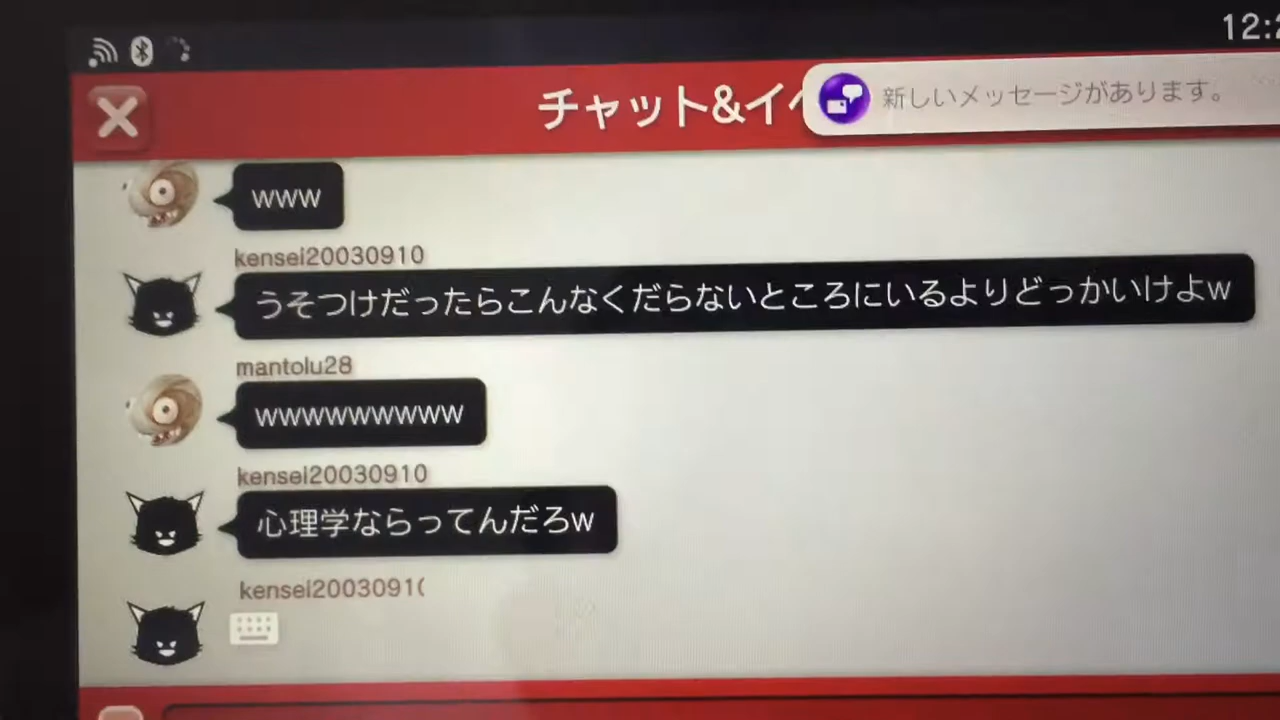 12:2
チャット&イ
新しいメッセージがあります。
www
kensei20030910
うそつけだったらこんなくだらないところにいるよりどっかいけよw
mantolu28
wwwwwwwww
kensei20030910
心理学ならってんだろw
kensei2003091